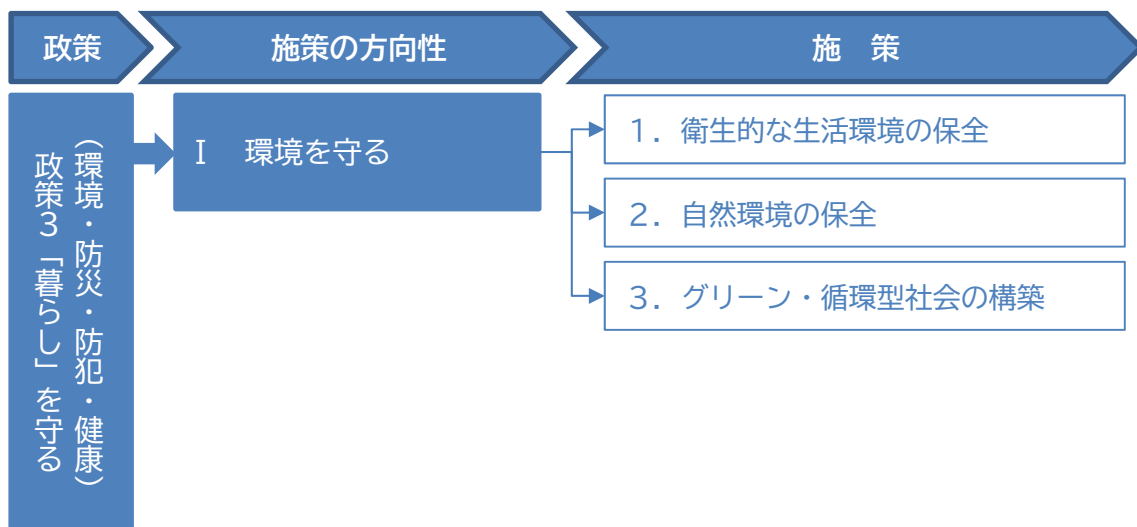 政策
施策の方向性
施　策
（環境・防災・防犯・健康）
政策３「暮らし」を守る
Ⅰ　環境を守る
１．衛生的な生活環境の保全
２．自然環境の保全
３．グリーン・循環型社会の構築